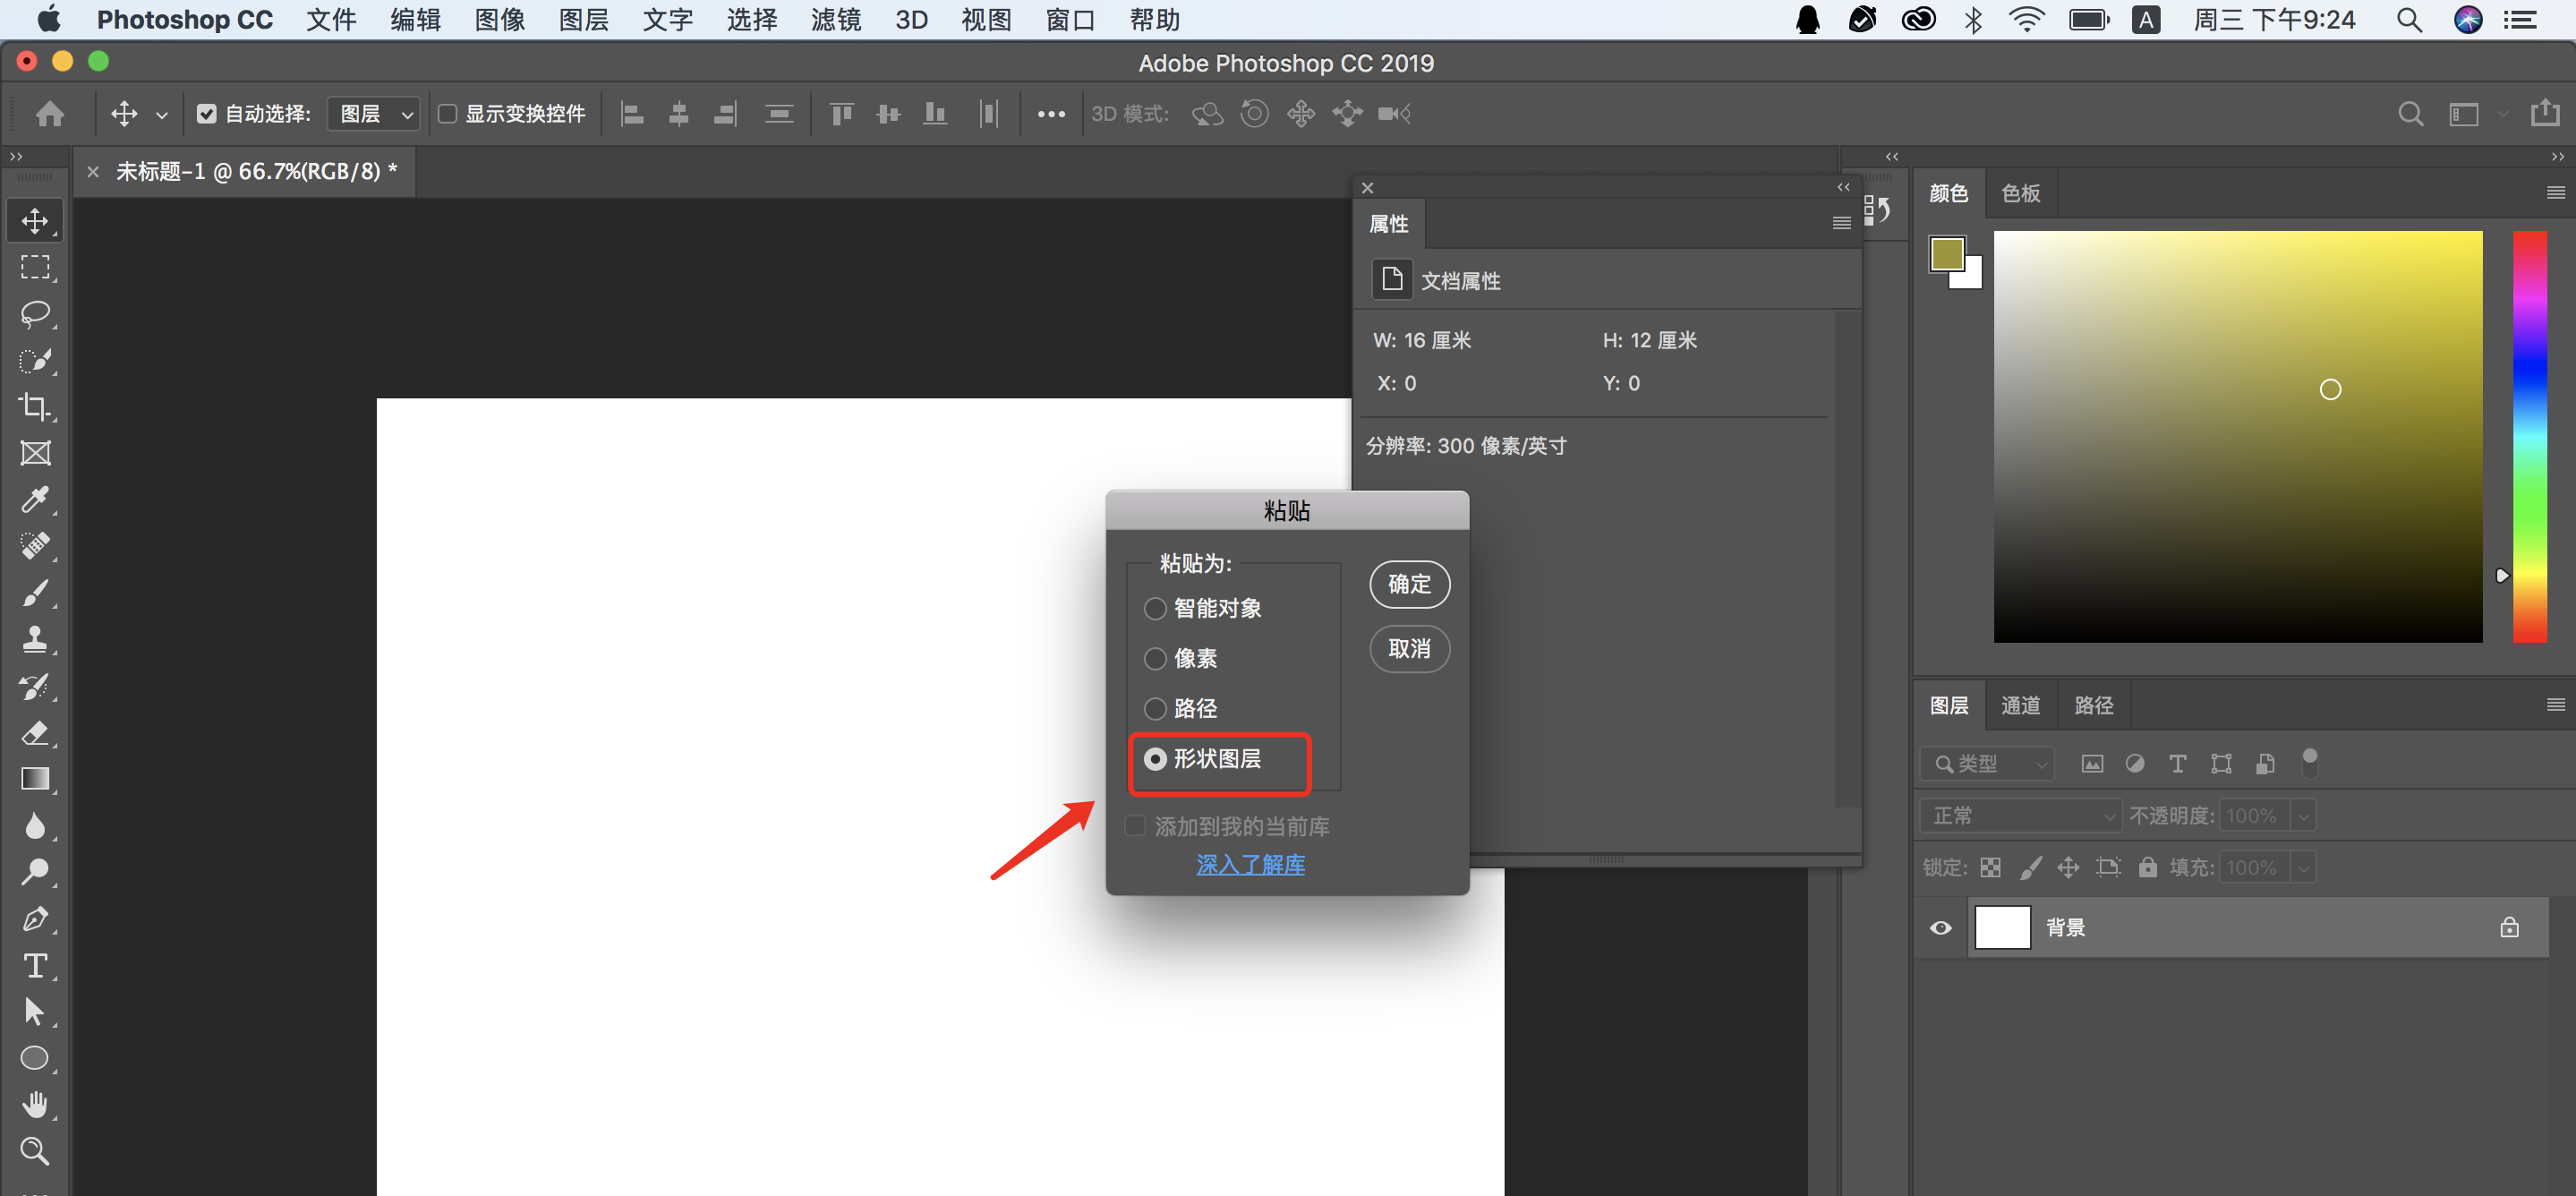 Photoshop CC 文件 编辑 图像 图层 文字 选择 滤镜 3D 视图 窗口 帮助 A 周三 下午9:24
Adobe Photoshop CC 2019
自动选择: 图层 显示变换控件 3D 模式:
未标题-1 @ 66.7%(RGB/8) *
属性
文档属性
W: 16 厘米 H: 12 厘米
X: 0 Y: 0
分辨率: 300 像素/英寸
粘贴
粘贴为:
智能对象
像素
路径
形状图层
确定
取消
添加到我的当前库
深入了解库
颜色 色板
图层 通道 路径
类型
正常 不透明度: 100%
锁定: 填充: 100%
背景